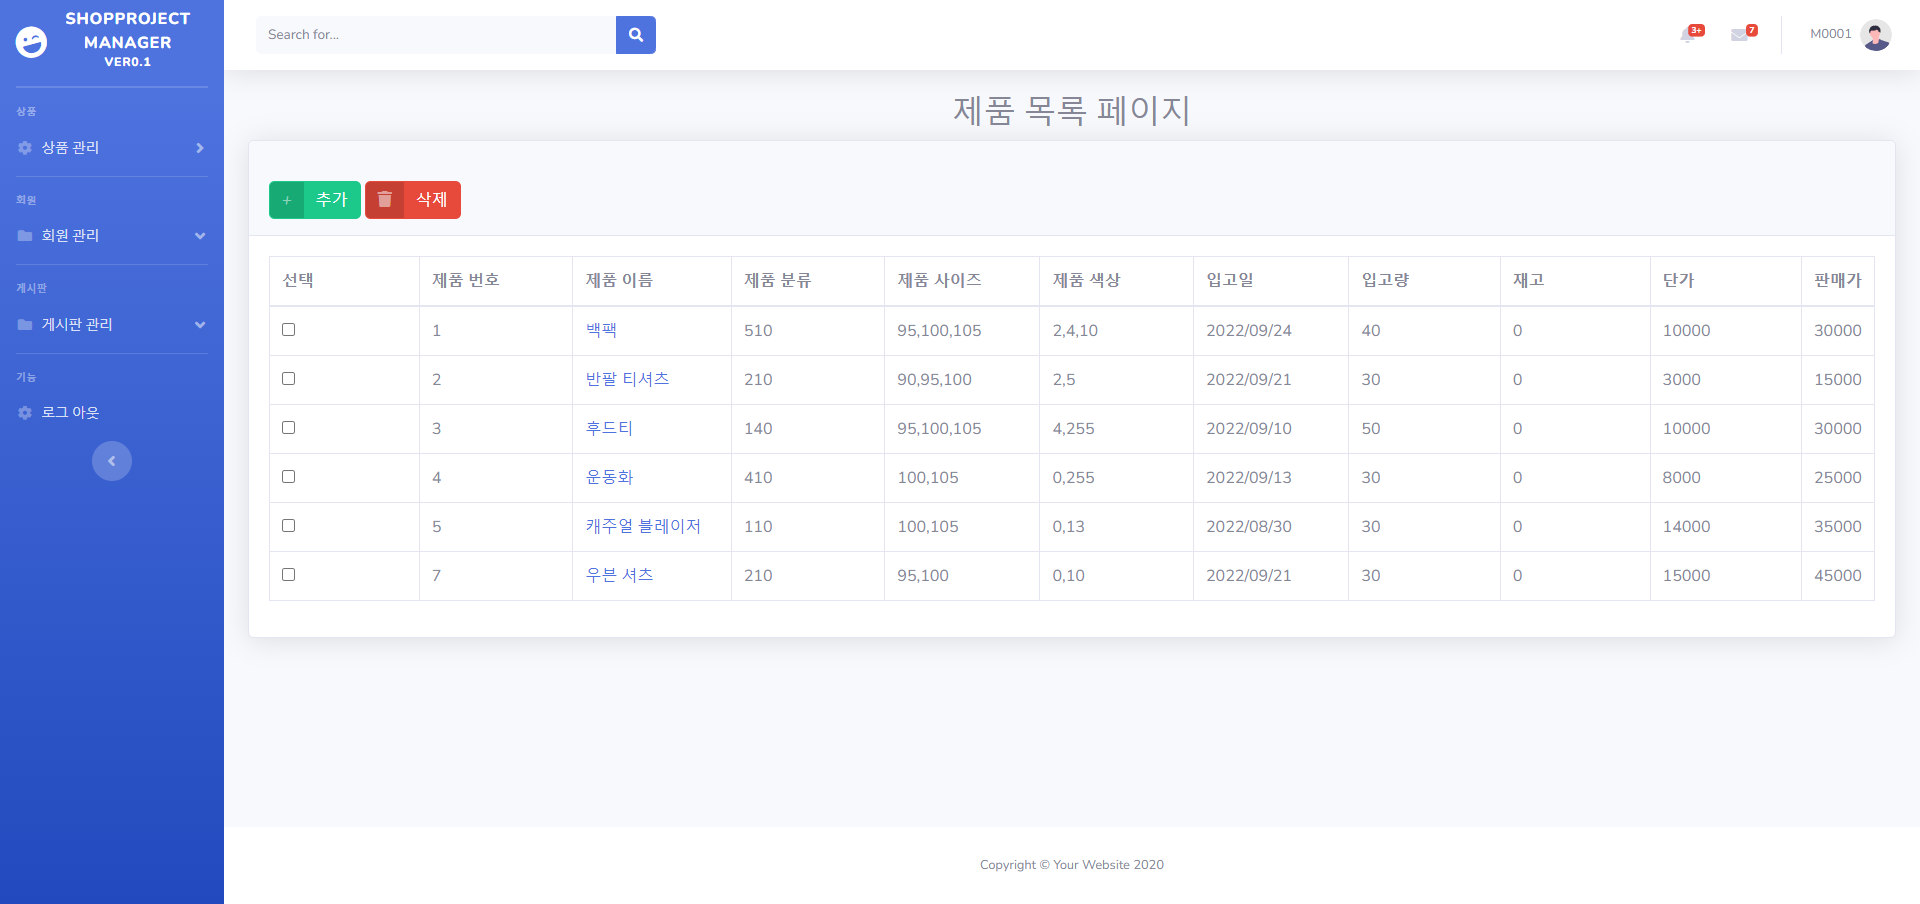 SHOPPROJECT
MANAGER
VER0.1
상품
상품 관리
회원
회원 관리
게시판
게시판 관리
기능
로그 아웃
Search for...
3+
7
M0001
제품 목록 페이지
+ 추가 삭제
선택 제품 번호 제품 이름 제품 분류 제품 사이즈 제품 색상 입고일 입고량 재고 단가 판매가
1 백팩 510 95,100,105 2,4,10 2022/09/24 40 0 10000 30000
2 반팔 티셔츠 210 90,95,100 2,5 2022/09/21 30 0 3000 15000
3 후드티 140 95,100,105 4,255 2022/09/10 50 0 10000 30000
4 운동화 410 100,105 0,255 2022/09/13 30 0 8000 25000
5 캐주얼 블레이저 110 100,105 0,13 2022/08/30 30 0 14000 35000
7 우븐 셔츠 210 95,100 0,10 2022/09/21 30 0 15000 45000
Copyright © Your Website 2020